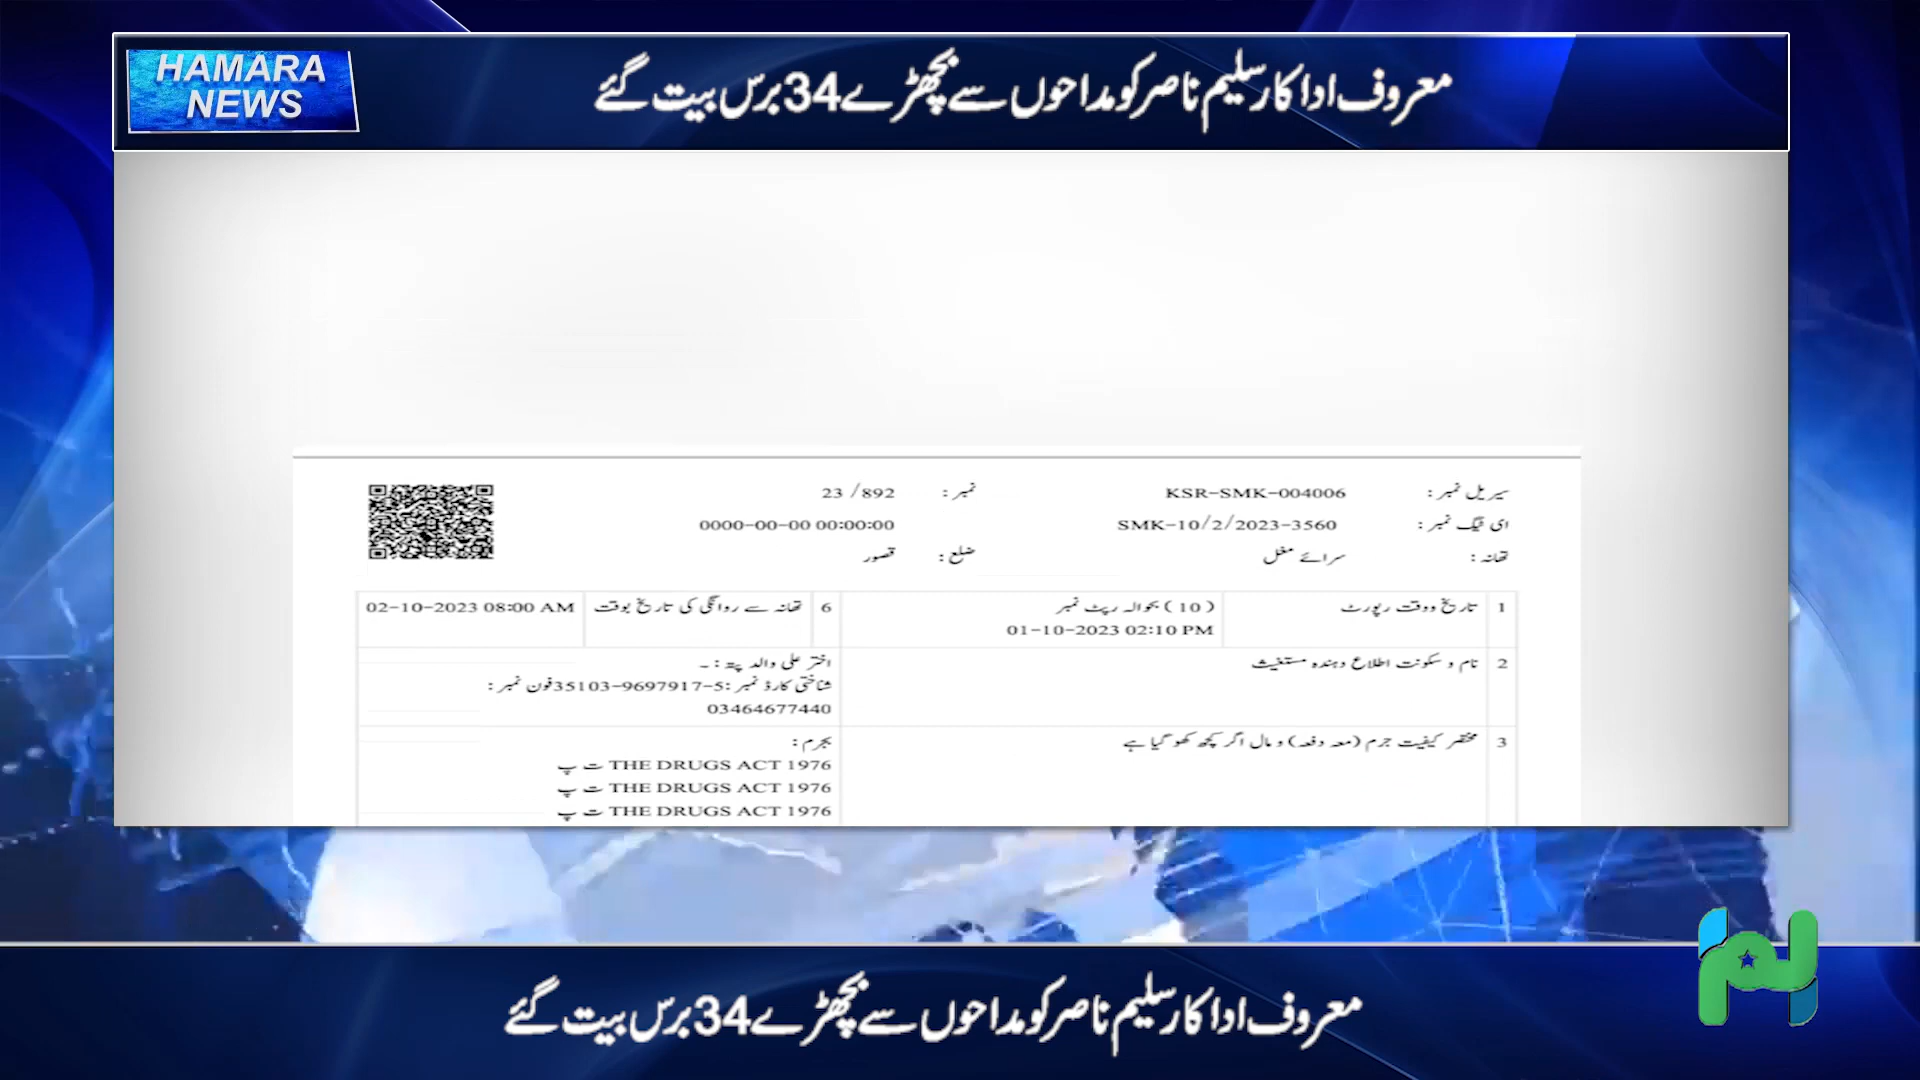 HAMARA
NEWS
معروف اداکار سلیم ناصر کو مداحوں سے بچھڑے 34 برس بیت گئے
سیریل نمبر : KSR-SMK-004006 نمبر : 23 /892
ای ٹیگ نمبر : SMK-10/2/2023-3560 0000-00-00 00:00:00
تھانہ : سرائے مغل ضلع : قصور
1 تاریخ ووقت رپورٹ ( 10 ) بحوالہ رپٹ نمبر 6 تھانہ سے روانگی کی تاریخ بوقت 02-10-2023 08:00 AM
01-10-2023 02:10 PM
2 نام و سکونت اطلاع دہندہ مستغیث اختر علی والد پتہ : ـ
شناختی کارڈ نمبر :35103-9697917-5 فون نمبر :
03464677440
3 مختصر کیفیت جرم (معہ دفعہ) و مال اگر کچھ کھو گیا ہے بجرم :
THE DRUGS ACT 1976 ت پ
THE DRUGS ACT 1976 ت پ
THE DRUGS ACT 1976 ت پ
معروف اداکار سلیم ناصر کو مداحوں سے بچھڑے 34 برس بیت گئے